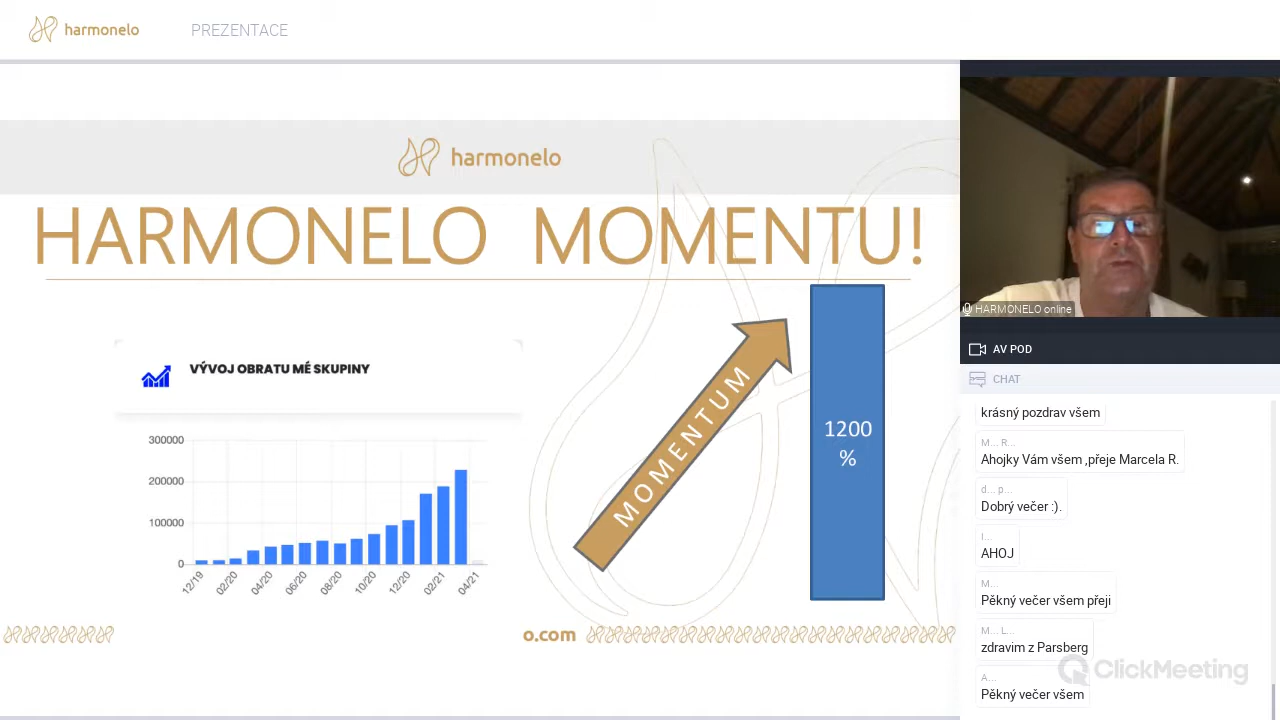 harmonelo
PREZENTACE
harmonelo
HARMONELO MOMENTU!
VÝVOJ OBRATU MÉ SKUPINY
300000
200000
100000
0
12/19
02/20
04/20
06/20
08/20
10/20
12/20
02/21
04/21
MOMENTUM
1200
%
o.com
HARMONELO online
AV POD
CHAT
krásný pozdrav všem
M... R...
Ahojky Vám všem ,přeje Marcela R.
d... p...
Dobrý večer :).
I...
AHOJ
M...
Pěkný večer všem přeji
M... L...
zdravim z Parsberg
A...
Pěkný večer všem
ClickMeeting